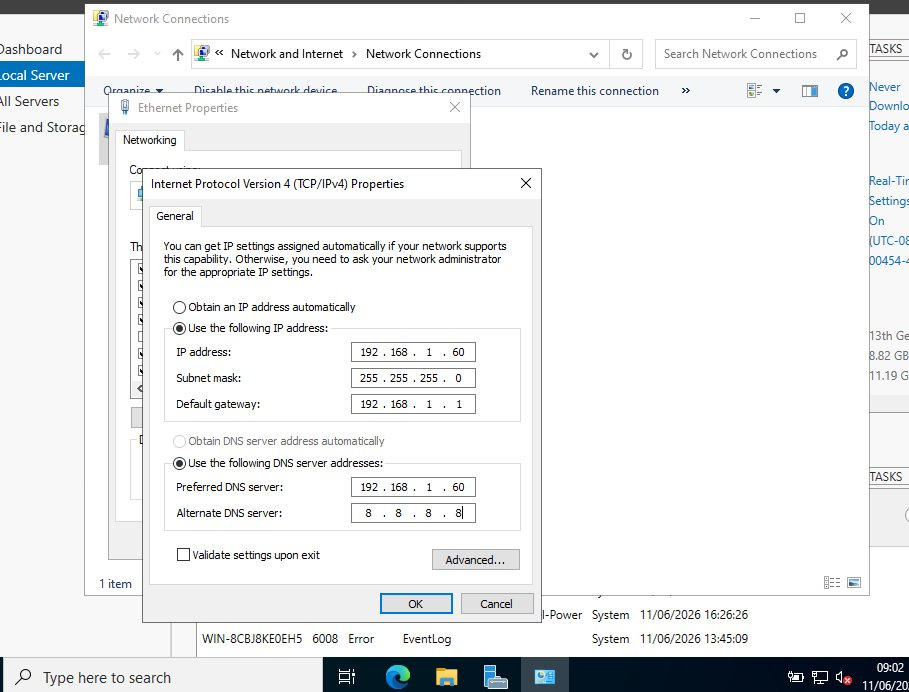 Network Connections
Dashboard
Local Server
All Servers
File and Storag
« Network and Internet > Network Connections
Search Network Connections
Organize Disable this network device Diagnose this connection Rename this connection »
TASKS
Never
Downlo
Today a
Real-Tim
Settings
On
(UTC-08
00454-4
13th Ge
8.82 GB
11.19 G
TASKS
Ethernet Properties
Networking
Connect using:
Th
Internet Protocol Version 4 (TCP/IPv4) Properties
General
You can get IP settings assigned automatically if your network supports
this capability. Otherwise, you need to ask your network administrator
for the appropriate IP settings.
Obtain an IP address automatically
Use the following IP address:
IP address: 192 . 168 . 1 . 60
Subnet mask: 255 . 255 . 255 . 0
Default gateway: 192 . 168 . 1 . 1
Obtain DNS server address automatically
Use the following DNS server addresses:
Preferred DNS server: 192 . 168 . 1 . 60
Alternate DNS server: 8 . 8 . 8 . 8
Validate settings upon exit
Advanced...
OK Cancel
1 item
l-Power System 11/06/2026 16:26:26
WIN-8CBJ8KE0EH5 6008 Error EventLog System 11/06/2026 13:45:09
Type here to search
09:02
11/06/20